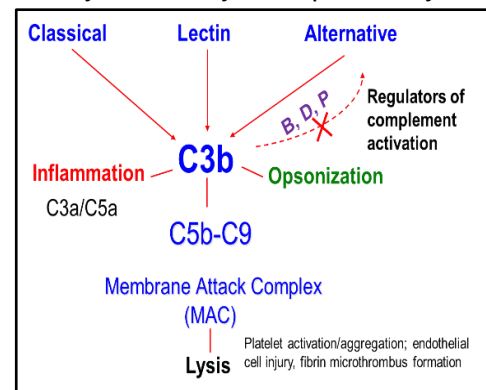 Classical Lectin Alternative
B, D, P
Regulators of
complement
activation
C3b
Inflammation
Opsonization
C3a/C5a
C5b-C9
Membrane Attack Complex
(MAC)
Lysis
Platelet activation/aggregation; endothelial
cell injury, fibrin microthrombus formation